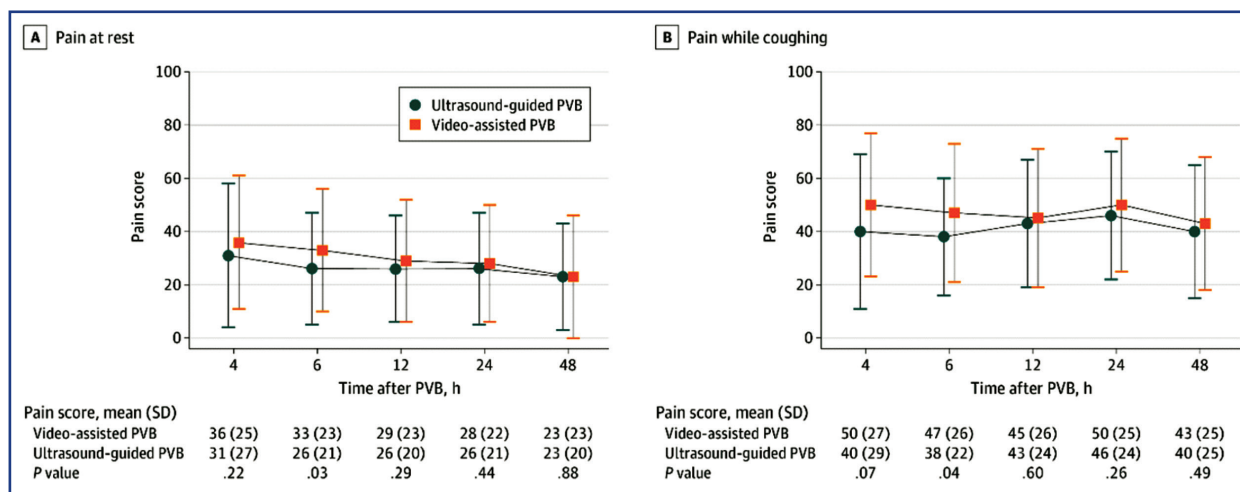 A Pain at rest
100
80
60
40
20
0
Pain score
Ultrasound-guided PVB
Video-assisted PVB
4 6 12 24 48
Time after PVB, h
Pain score, mean (SD)
Video-assisted PVB 36 (25) 33 (23) 29 (23) 28 (22) 23 (23)
Ultrasound-guided PVB 31 (27) 26 (21) 26 (20) 26 (21) 23 (20)
P value .22 .03 .29 .44 .88
B Pain while coughing
100
80
60
40
20
0
Pain score
4 6 12 24 48
Time after PVB, h
Pain score, mean (SD)
Video-assisted PVB 50 (27) 47 (26) 45 (26) 50 (25) 43 (25)
Ultrasound-guided PVB 40 (29) 38 (22) 43 (24) 46 (24) 40 (25)
P value .07 .04 .60 .26 .49